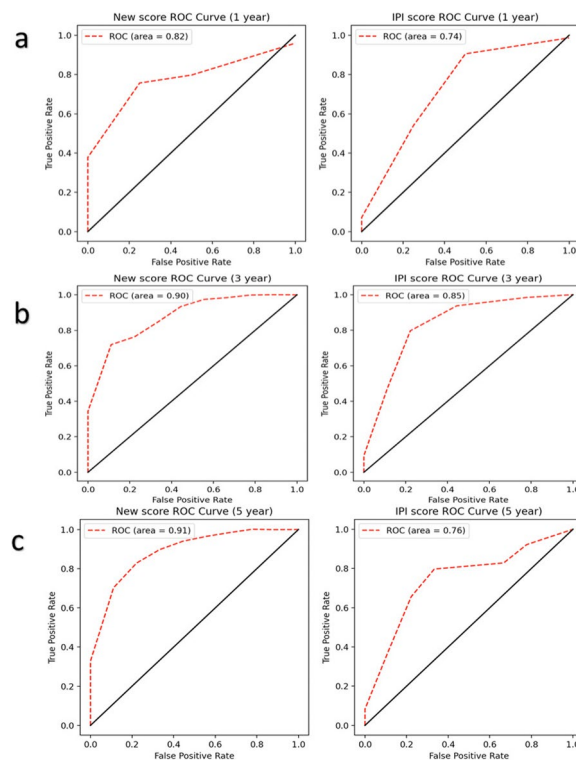 a
New score ROC Curve (1 year)
ROC (area = 0.82)
True Positive Rate
1.0
0.8
0.6
0.4
0.2
0.0
0.0 0.2 0.4 0.6 0.8 1.0
False Positive Rate
IPI score ROC Curve (1 year)
ROC (area = 0.74)
True Positive Rate
1.0
0.8
0.6
0.4
0.2
0.0
0.0 0.2 0.4 0.6 0.8 1.0
False Positive Rate
b
New score ROC Curve (3 year)
ROC (area = 0.90)
True Positive Rate
1.0
0.8
0.6
0.4
0.2
0.0
0.0 0.2 0.4 0.6 0.8 1.0
False Positive Rate
IPI score ROC Curve (3 year)
ROC (area = 0.85)
True Positive Rate
1.0
0.8
0.6
0.4
0.2
0.0
0.0 0.2 0.4 0.6 0.8 1.0
False Positive Rate
c
New score ROC Curve (5 year)
ROC (area = 0.91)
True Positive Rate
1.0
0.8
0.6
0.4
0.2
0.0
0.0 0.2 0.4 0.6 0.8 1.0
False Positive Rate
IPI score ROC Curve (5 year)
ROC (area = 0.76)
True Positive Rate
1.0
0.8
0.6
0.4
0.2
0.0
0.0 0.2 0.4 0.6 0.8 1.0
False Positive Rate